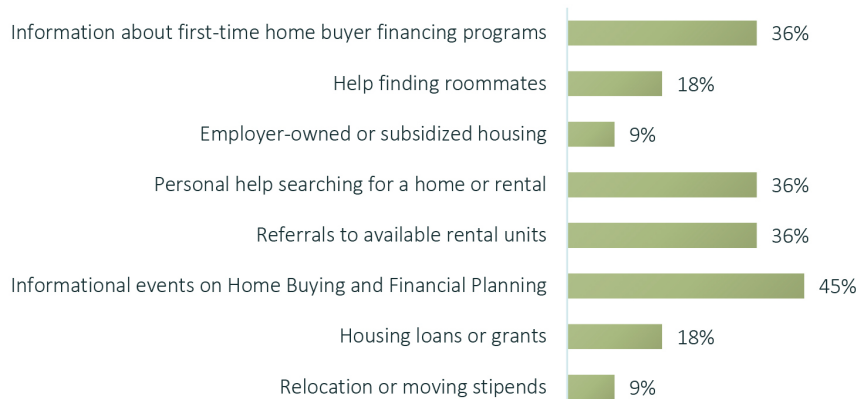 Information about first-time home buyer financing programs 36%
Help finding roommates 18%
Employer-owned or subsidized housing 9%
Personal help searching for a home or rental 36%
Referrals to available rental units 36%
Informational events on Home Buying and Financial Planning 45%
Housing loans or grants 18%
Relocation or moving stipends 9%